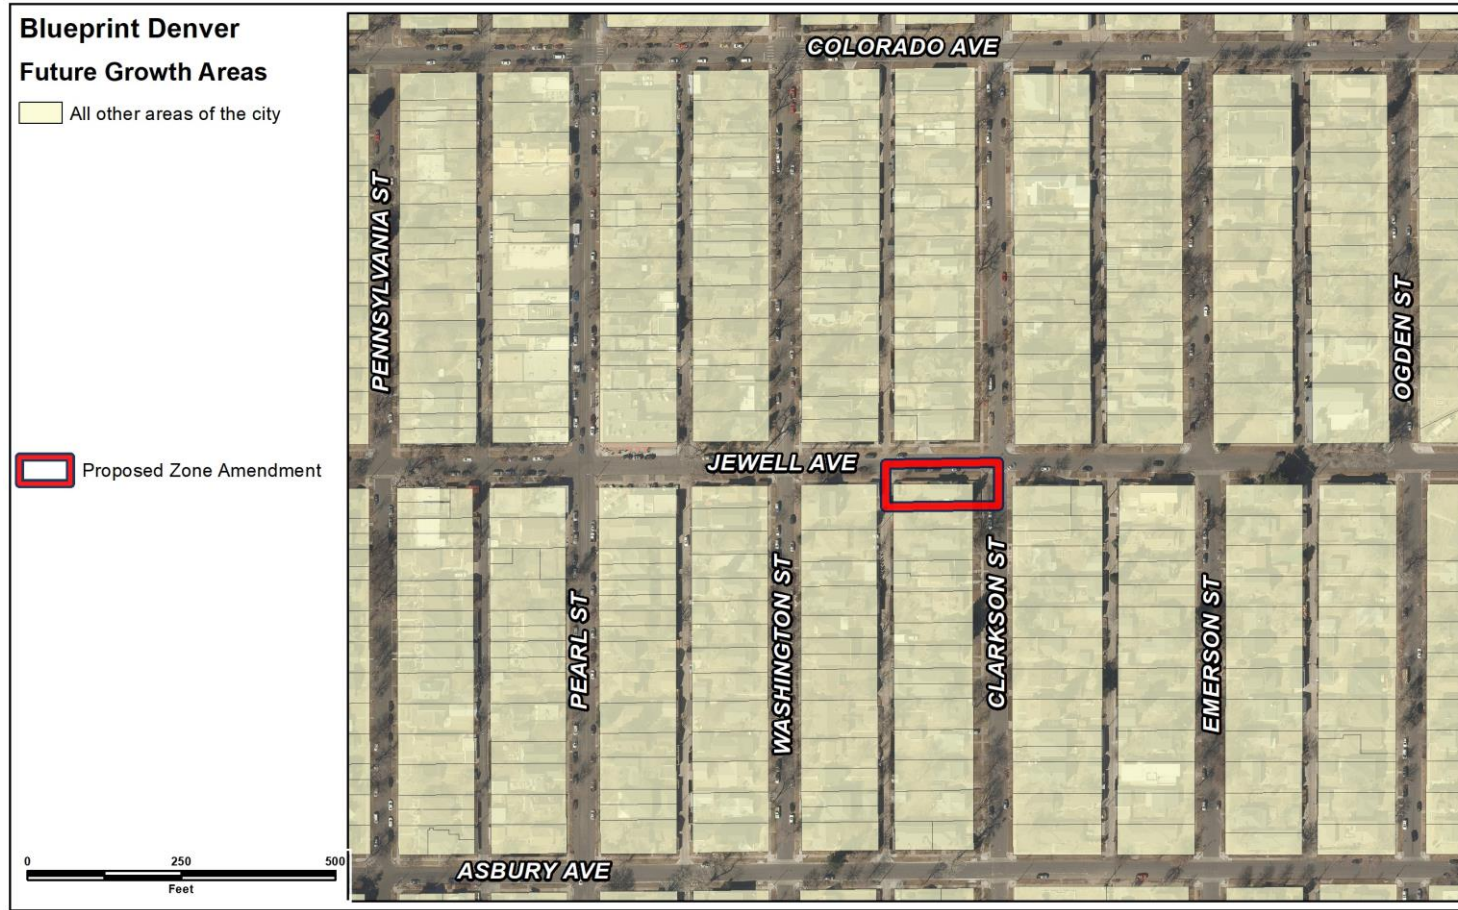 Blueprint Denver
Future Growth Areas
All other areas of the city
Proposed Zone Amendment
0 250 500
Feet
COLORADO AVE
PENNSYLVANIA ST
OGDEN ST
JEWELL AVE
PEARL ST
WASHINGTON ST
CLARKSON ST
EMERSON ST
ASBURY AVE